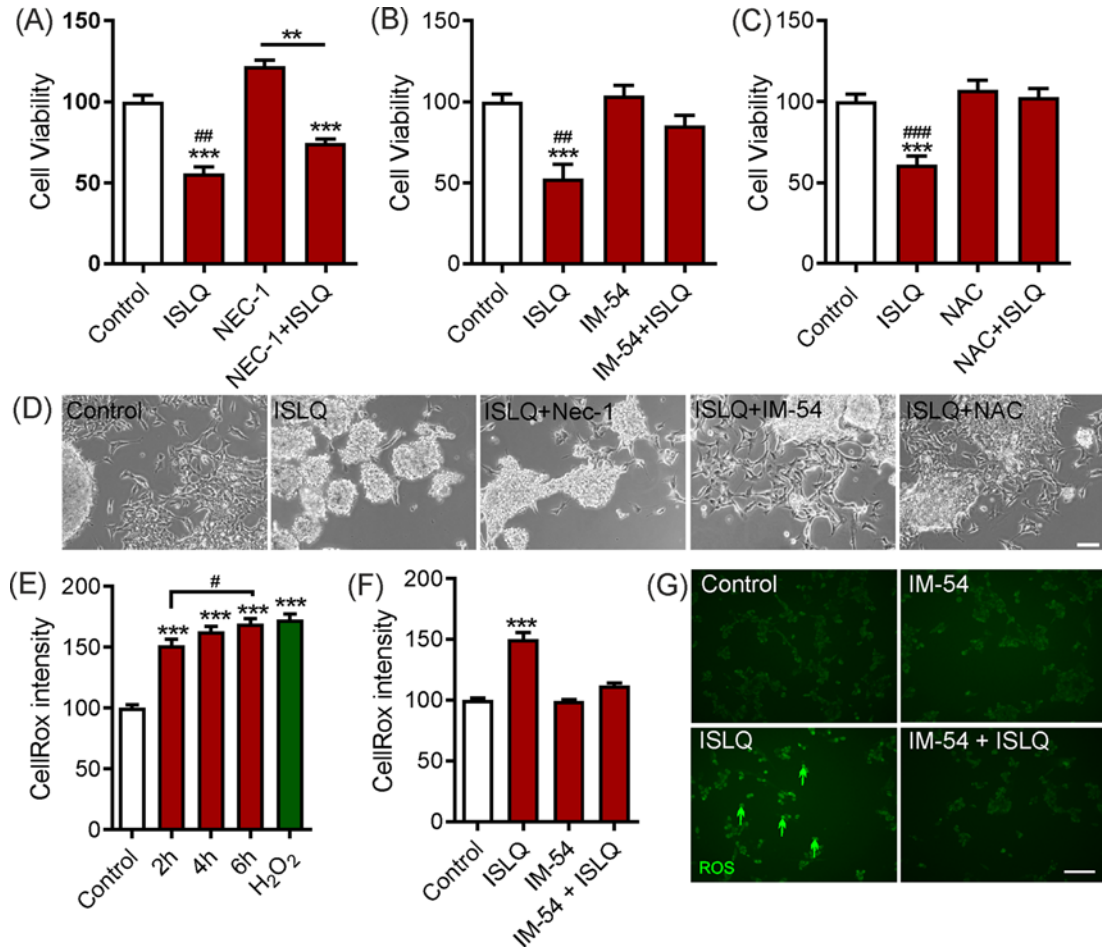 (A)
Cell Viability
150
100
50
0
##
***
**
***
Control
ISLQ
NEC-1
NEC-1+ISLQ
(B)
Cell Viability
150
100
50
0
##
***
Control
ISLQ
IM-54
IM-54+ISLQ
(C)
Cell Viability
150
100
50
0
###
***
Control
ISLQ
NAC
NAC+ISLQ
(D)
Control
ISLQ
ISLQ+Nec-1
ISLQ+IM-54
ISLQ+NAC
(E)
CellRox intensity
200
150
100
50
0
#
***
***
***
***
Control
2h
4h
6h
H₂O₂
(F)
CellRox intensity
200
150
100
50
0
***
Control
ISLQ
IM-54
IM-54 + ISLQ
(G)
Control
IM-54
ISLQ
IM-54 + ISLQ
ROS